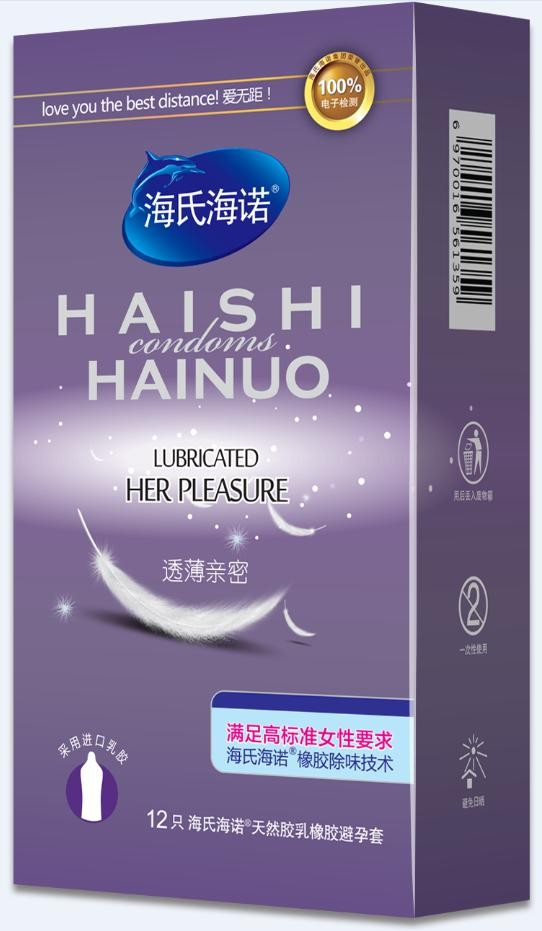 love you the best distance! 爱无距！
100%
电子检测
海氏海诺®
HAISHI
condoms
HAINUO
LUBRICATED
HER PLEASURE
透薄亲密
满足高标准女性要求
海氏海诺®橡胶除味技术
采用进口乳胶
12只 海氏海诺®天然胶乳橡胶避孕套
6 970016 561359
用后丢入废物箱
2
一次性使用
避免日晒